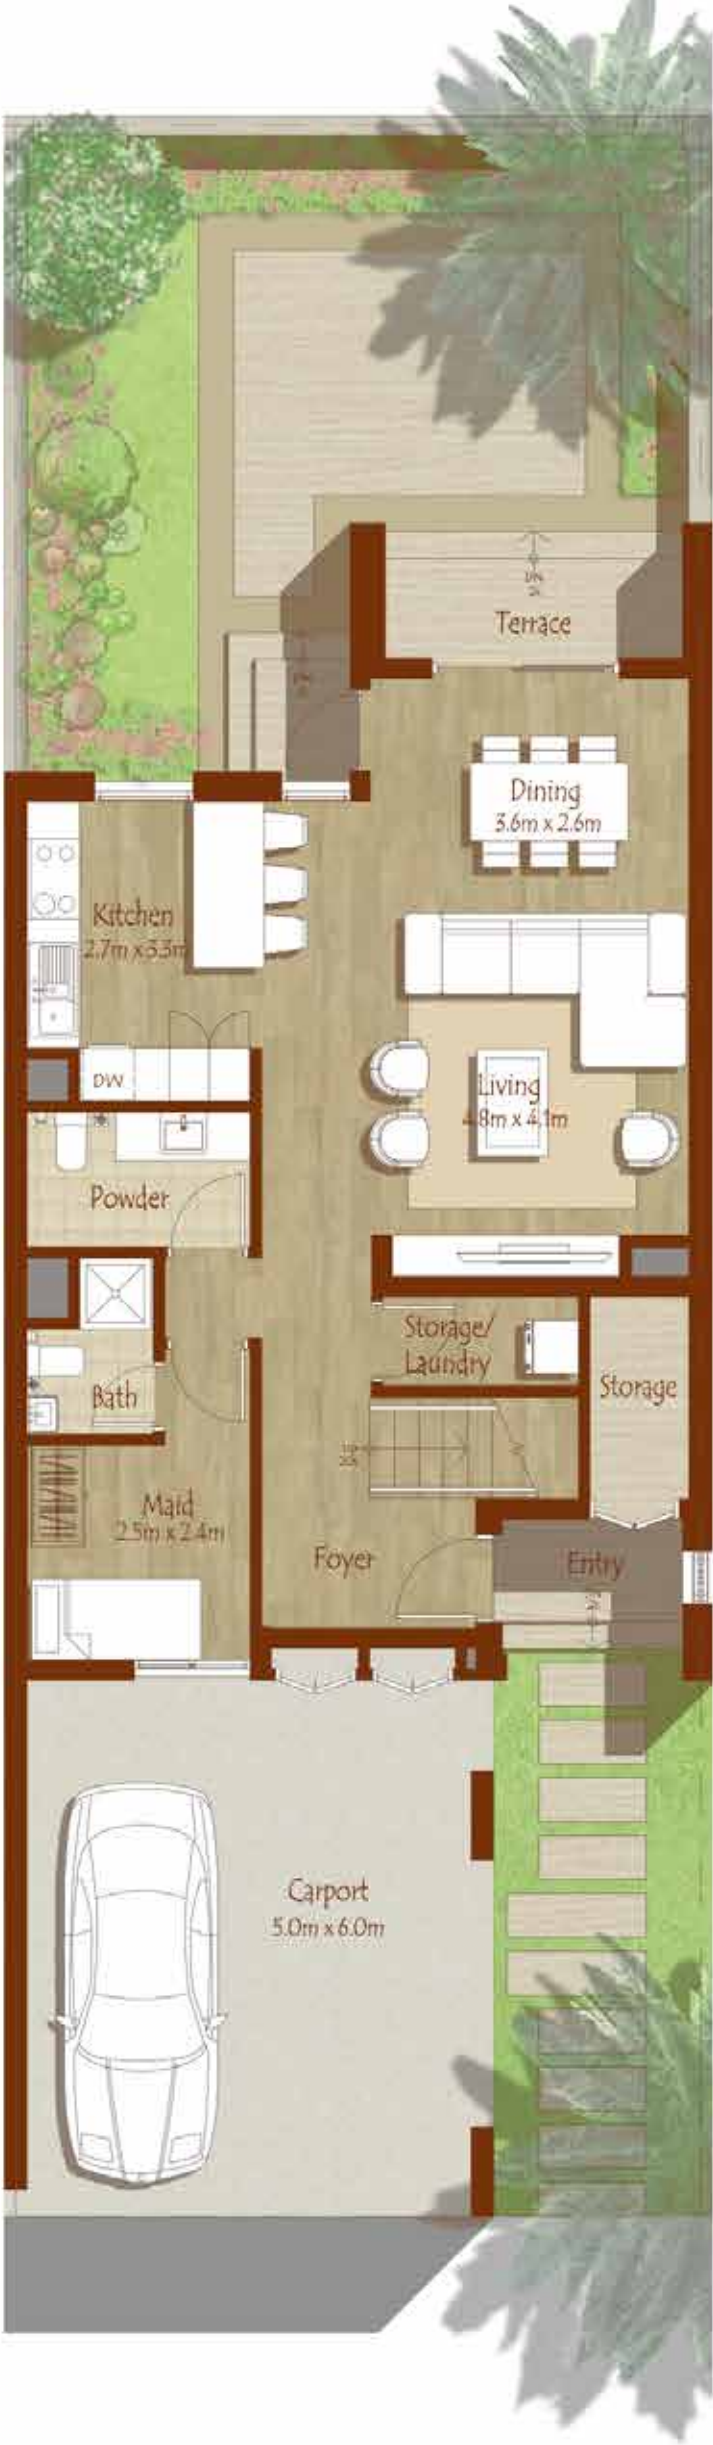 Terrace
Dining
3.6m x 2.6m
Kitchen
2.7m x 3.3m
DW
Living
4.8m x 4.1m
Powder
Storage/
Laundry
Bath
Storage
Maid
2.5m x 2.4m
Foyer
Entry
Carport
5.0m x 6.0m